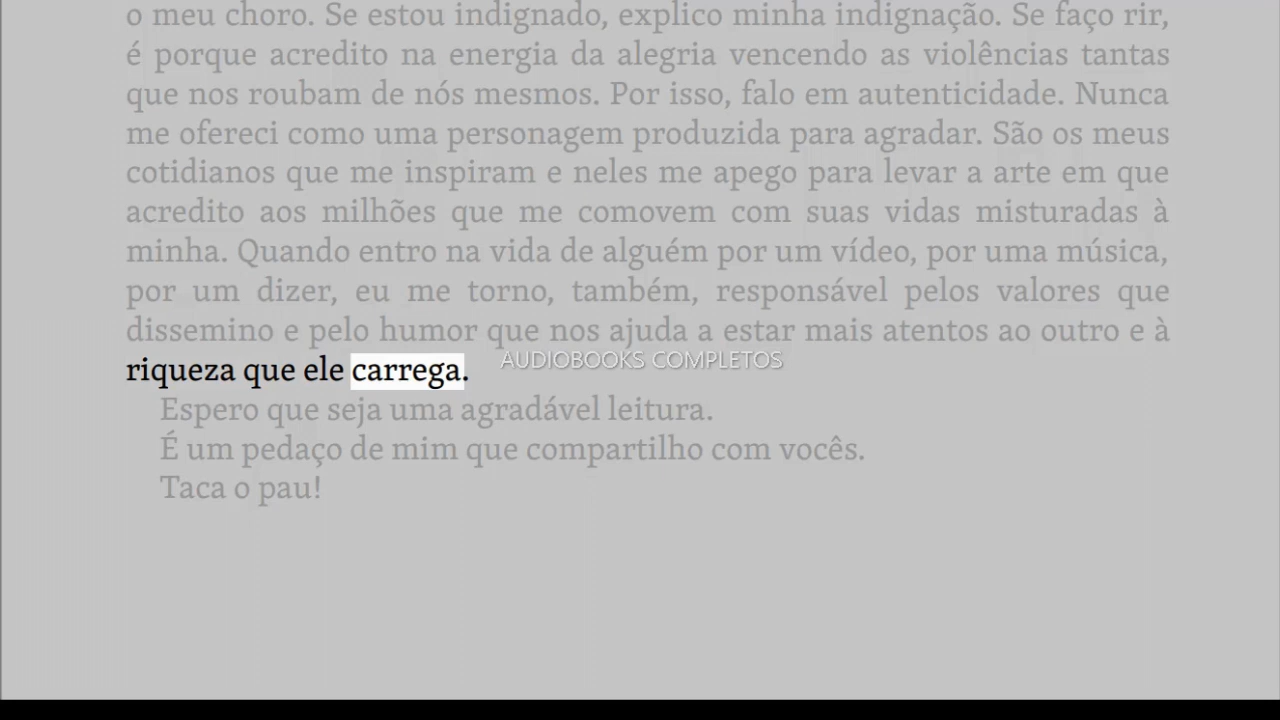 o meu choro. Se estou indignado, explico minha indignação. Se faço rir,
é porque acredito na energia da alegria vencendo as violências tantas
que nos roubam de nós mesmos. Por isso, falo em autenticidade. Nunca
me ofereci como uma personagem produzida para agradar. São os meus
cotidianos que me inspiram e neles me apego para levar a arte em que
acredito aos milhões que me comovem com suas vidas misturadas à
minha. Quando entro na vida de alguém por um vídeo, por uma música,
por um dizer, eu me torno, também, responsável pelos valores que
dissemino e pelo humor que nos ajuda a estar mais atentos ao outro e à
riqueza que ele carrega.
AUDIOBOOKS COMPLETOS
Espero que seja uma agradável leitura.
É um pedaço de mim que compartilho com vocês.
Taca o pau!